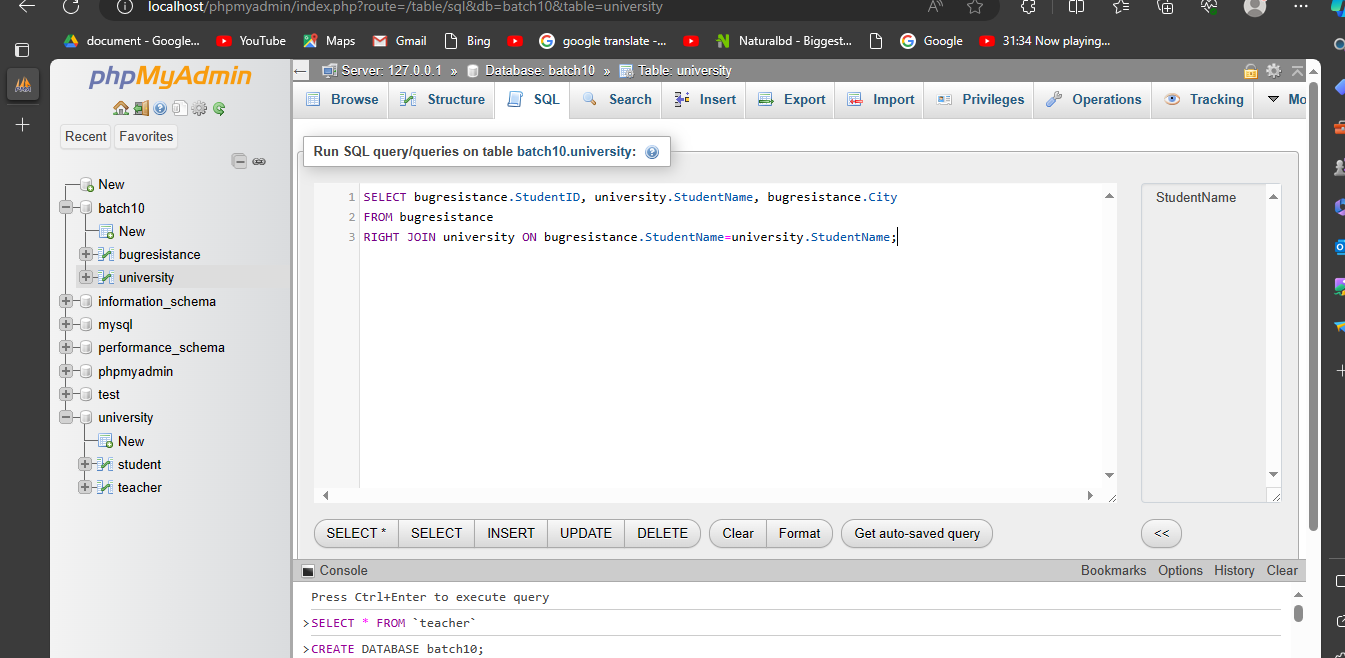 localhost/phpmyadmin/index.php?route=/table/sql&db=batch10&table=university
document - Google... YouTube Maps Gmail Bing google translate -... Naturalbd - Biggest... Google 31:34 Now playing...
phpMyAdmin
Recent Favorites
New
batch10
New
bugresistance
university
information_schema
mysql
performance_schema
phpmyadmin
test
university
New
student
teacher
Server: 127.0.0.1 » Database: batch10 » Table: university
Browse Structure SQL Search Insert Export Import Privileges Operations Tracking Mo
Run SQL query/queries on table batch10.university:
1 SELECT bugresistance.StudentID, university.StudentName, bugresistance.City
2 FROM bugresistance
3 RIGHT JOIN university ON bugresistance.StudentName=university.StudentName;
StudentName
SELECT * SELECT INSERT UPDATE DELETE Clear Format Get auto-saved query <<
Console Bookmarks Options History Clear
Press Ctrl+Enter to execute query
>SELECT * FROM `teacher`
>CREATE DATABASE batch10;